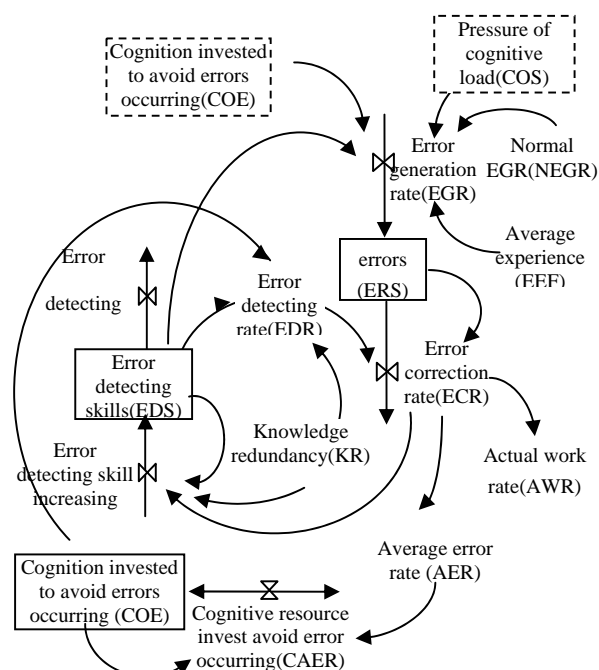 Cognition invested
to avoid errors
occurring(COE)
Pressure of
cognitive
load(COS)
Error
generation
rate(EGR)
Normal
EGR(NEGR)
Average
experience
(EEF)
Error
detecting
errors
(ERS)
Error
detecting
rate(EDR)
Error
detecting
skills(EDS)
Error
correction
rate(ECR)
Knowledge
redundancy(KR)
Error
detecting skill
increasing
Actual work
rate(AWR)
Cognition invested
to avoid errors
occurring (COE)
Average error
rate (AER)
Cognitive resource
invest avoid error
occurring(CAER)